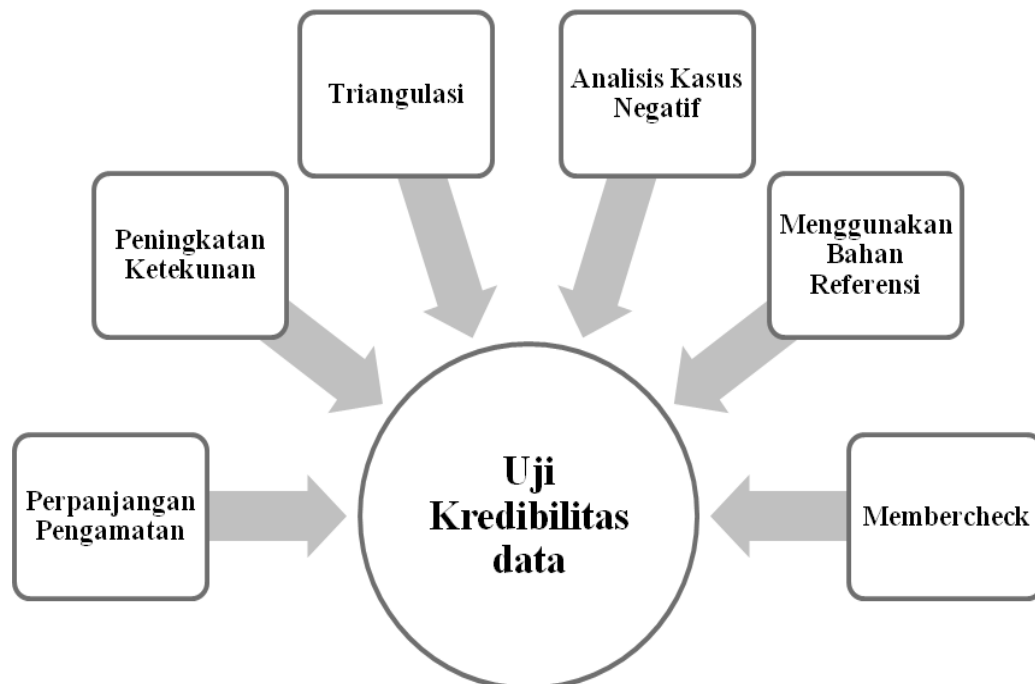 Triangulasi
Analisis Kasus
Negatif
Peningkatan
Ketekunan
Menggunakan
Bahan
Referensi
Perpanjangan
Pengamatan
Uji
Kredibilitas
data
Membercheck